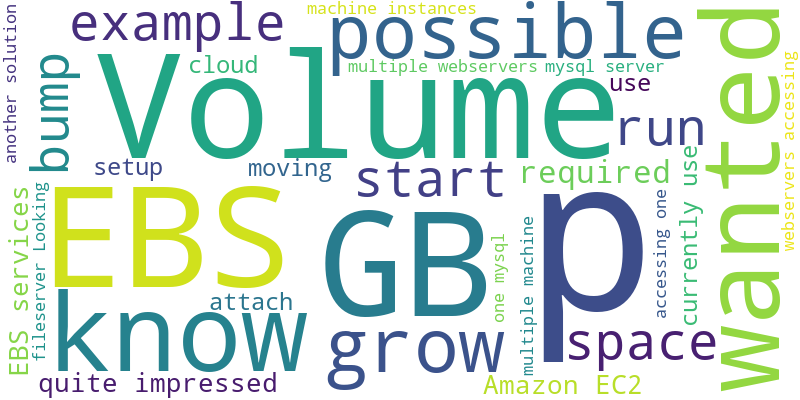 another solution
example
machine instances
possible
wanted
bump
Volume
cloud
multiple webservers
mysql server
use
webservers accessing
run
setup
moving
start
required
currently use
EBS services
fileserver Looking
EBS
GB
p
accessing one
know
attach
grow
one mysql
multiple machine
space
quite impressed
Amazon EC2